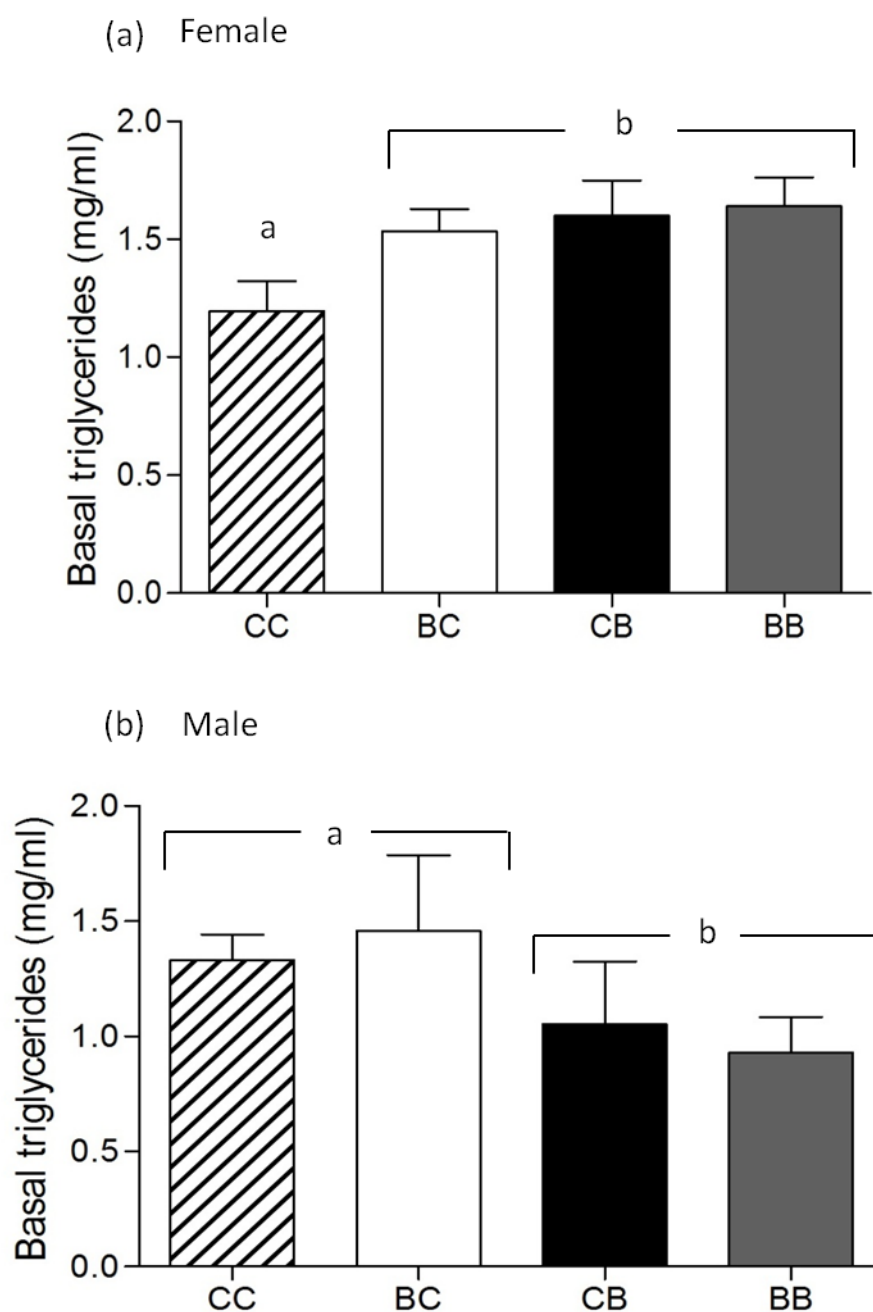 (a) Female
Basal triglycerides (mg/ml)
2.0
b
1.5
a
1.0
0.5
0.0
CC BC CB BB
(b) Male
Basal triglycerides (mg/ml)
2.0
a
1.5
b
1.0
0.5
0.0
CC BC CB BB